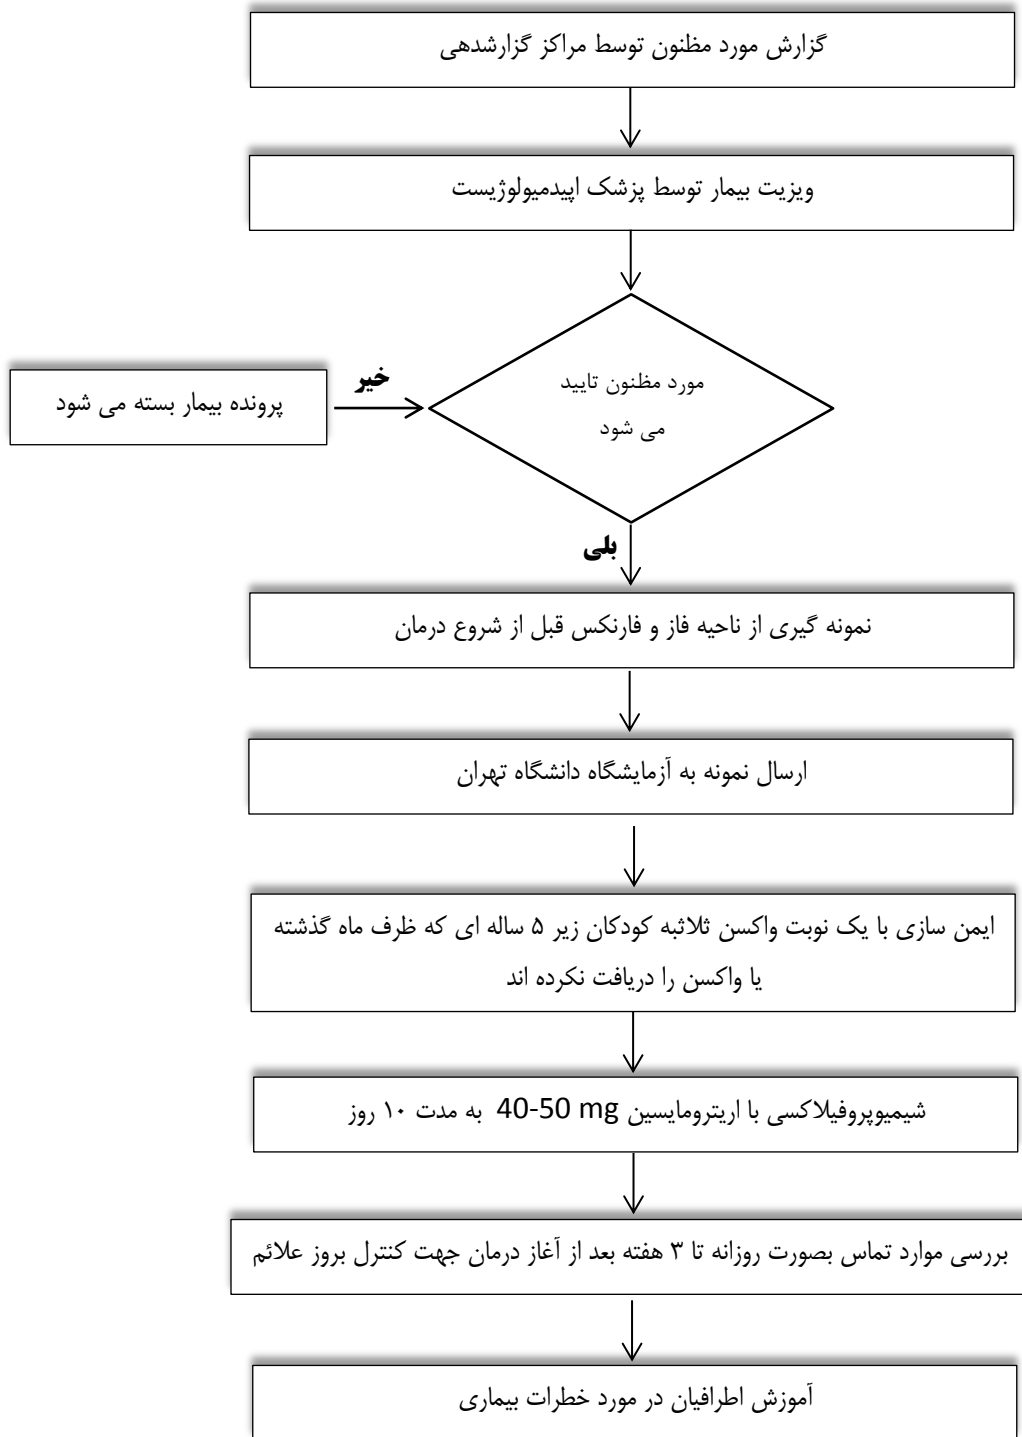 گزارش مورد مظنون توسط مراکز گزارشدهی
ویزیت بیمار توسط پزشک اپیدمیولوژیست
مورد مظنون تایید
می شود
خیر
پرونده بیمار بسته می شود
بلی
نمونه گیری از ناحیه فاز و فارنکس قبل از شروع درمان
ارسال نمونه به آزمایشگاه دانشگاه تهران
ایمن سازی با یک نوبت واکسن ثلاثبه کودکان زیر ۵ ساله ای که ظرف ماه گذشته
یا واکسن را دریافت نکرده اند
شیمیوپروفیلاکسی با اریترومایسین 40-50 mg به مدت ۱۰ روز
بررسی موارد تماس بصورت روزانه تا ۳ هفته بعد از آغاز درمان جهت کنترل بروز علائم
آموزش اطرافیان در مورد خطرات بیماری